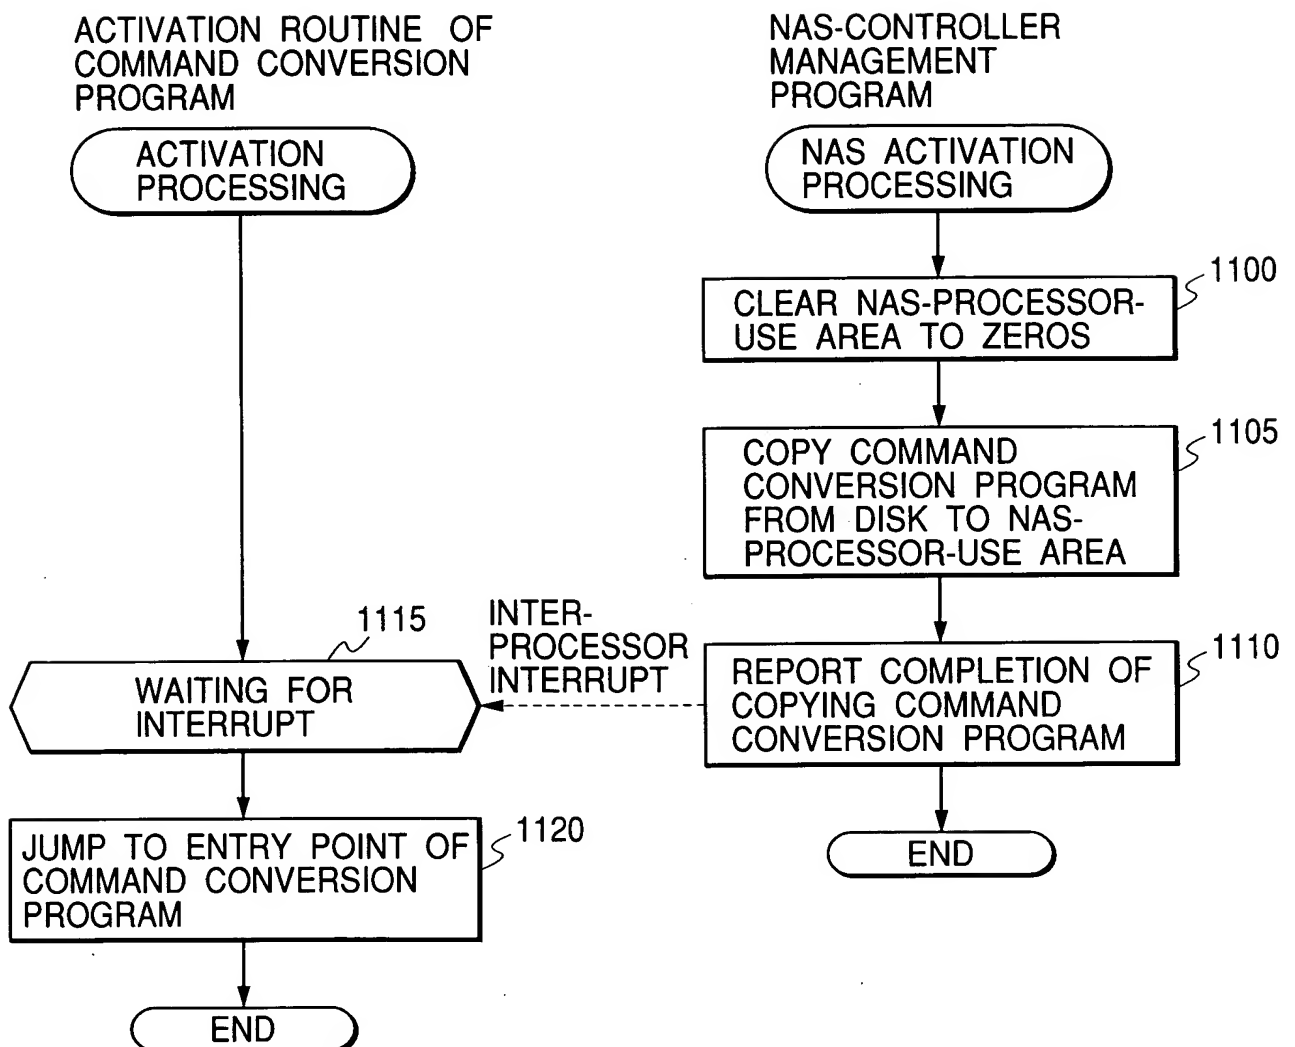 ACTIVATION ROUTINE OF
COMMAND CONVERSION
PROGRAM
ACTIVATION
PROCESSING
1115
WAITING FOR
INTERRUPT
1120
JUMP TO ENTRY POINT OF
COMMAND CONVERSION
PROGRAM
END
INTER-
PROCESSOR
INTERRUPT
NAS-CONTROLLER
MANAGEMENT
PROGRAM
NAS ACTIVATION
PROCESSING
1100
CLEAR NAS-PROCESSOR-
USE AREA TO ZEROS
1105
COPY COMMAND
CONVERSION PROGRAM
FROM DISK TO NAS-
PROCESSOR-USE AREA
1110
REPORT COMPLETION OF
COPYING COMMAND
CONVERSION PROGRAM
END